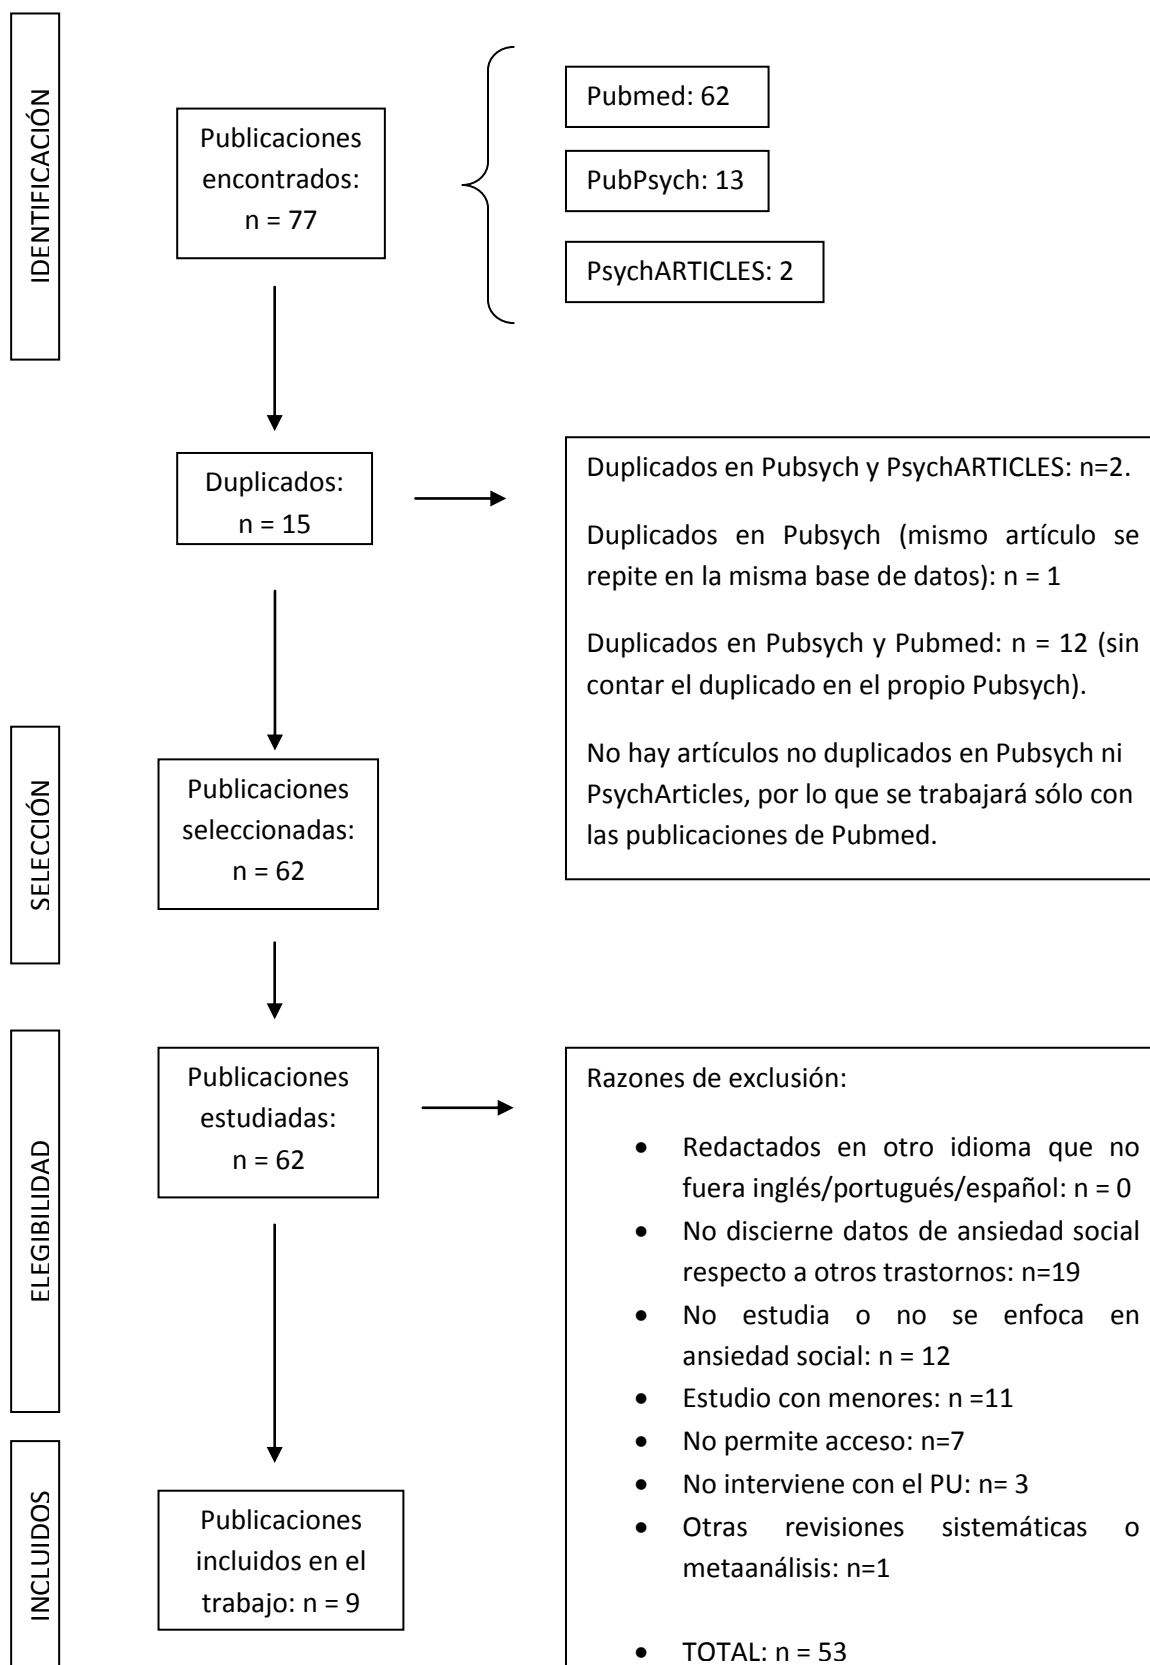 IDENTIFICACIÓN
Publicaciones
encontrados:
n = 77
Pubmed: 62
PubPsych: 13
PsychARTICLES: 2
Duplicados:
n = 15
Duplicados en Pubsych y PsychARTICLES: n=2.
Duplicados en Pubsych (mismo artículo se
repite en la misma base de datos): n = 1
Duplicados en Pubsych y Pubmed: n = 12 (sin
contar el duplicado en el propio Pubsych).
No hay artículos no duplicados en Pubsych ni
PsychArticles, por lo que se trabajará sólo con
las publicaciones de Pubmed.
SELECCIÓN
Publicaciones
seleccionadas:
n = 62
ELEGIBILIDAD
Publicaciones
estudiadas:
n = 62
Razones de exclusión:
• Redactados en otro idioma que no
fuera inglés/portugués/español: n = 0
• No discierne datos de ansiedad social
respecto a otros trastornos: n=19
• No estudia o no se enfoca en
ansiedad social: n = 12
• Estudio con menores: n =11
• No permite acceso: n=7
• No interviene con el PU: n= 3
• Otras revisiones sistemáticas o
metaanálisis: n=1
• TOTAL: n = 53
INCLUIDOS
Publicaciones
incluidos en el
trabajo: n = 9